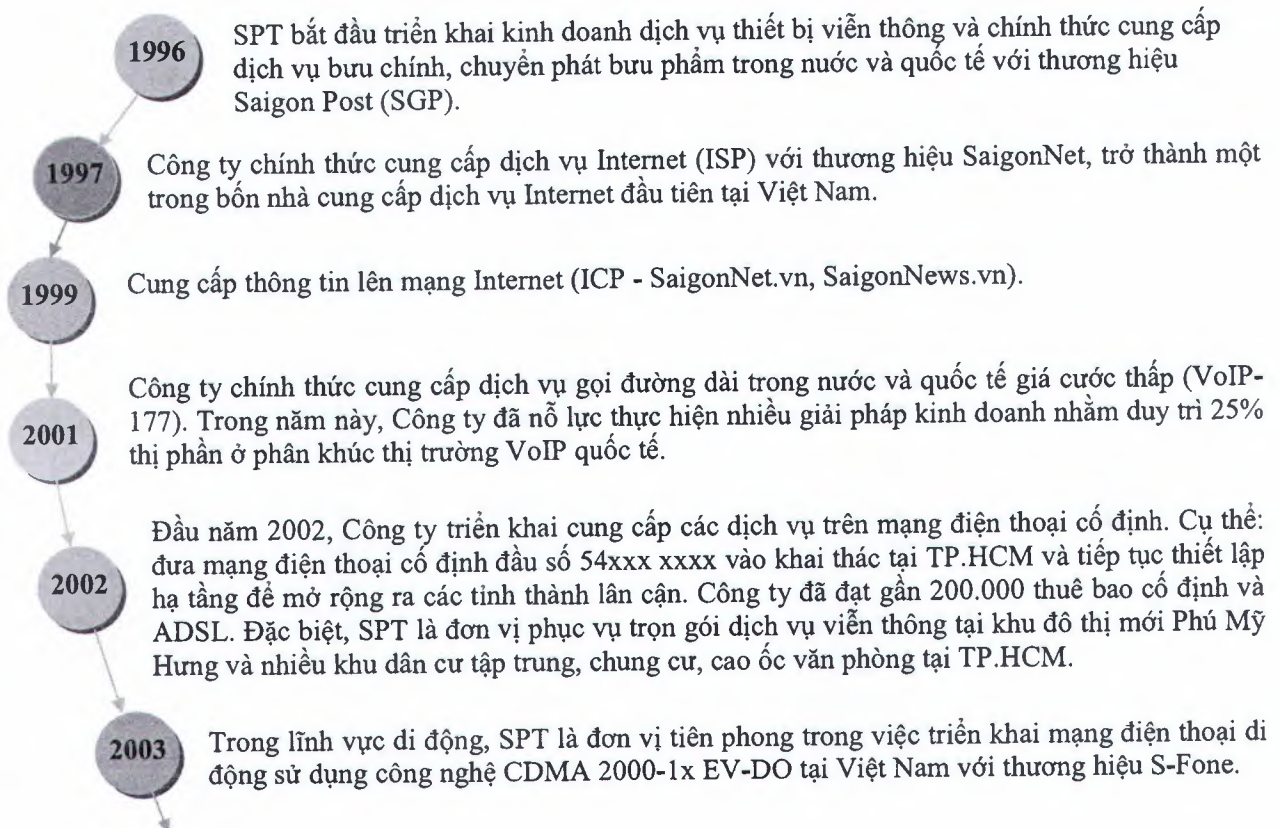 1996
SPT bắt đầu triển khai kinh doanh dịch vụ thiết bị viễn thông và chính thức cung cấp
dịch vụ bưu chính, chuyển phát bưu phẩm trong nuớc và quốc tế với thương hiệu
Saigon Post (SGP).
1997
Công ty chính thức cung cấp dịch vụ Internet (ISP) với thương hiệu SaigonNet, trở thành một
trong bốn nhà cung cấp dịch vụ Internet đầu tiên tại Việt Nam.
1999
Cung cấp thông tin lên mạng Internet (ICP - SaigonNet.vn, SaigonNews.vn).
2001
Công ty chính thức cung cấp dịch vụ gọi đường dài trong nước và quốc tế giá cước thấp (VoIP-
177). Trong năm này, Công ty đã nỗ lực thực hiện nhiều giải pháp kinh doanh nhằm duy trì 25%
thị phần ở phân khúc thị trường VoIP quốc tế.
2002
Đầu năm 2002, Công ty triển khai cung cấp các dịch vụ trên mạng điện thoại cố định. Cụ thể:
đưa mạng điện thoại cố định đầu số 54xxx xxxx vào khai thác tại TP.HCM và tiếp tục thiết lập
hạ tầng để mở rộng ra các tỉnh thành lân cận. Công ty đã đạt gần 200.000 thuê bao cố định và
ADSL. Đặc biệt, SPT là đơn vị phục vụ trọn gói dịch vụ viễn thông tại khu đô thị mới Phú Mỹ
Hưng và nhiều khu dân cư tập trung, chung cư, cao ốc văn phòng tại TP.HCM.
2003
Trong lĩnh vực di động, SPT là đơn vị tiên phong trong việc triển khai mạng điện thoại di
động sử dụng công nghệ CDMA 2000-1x EV-DO tại Việt Nam với thương hiệu S-Fone.